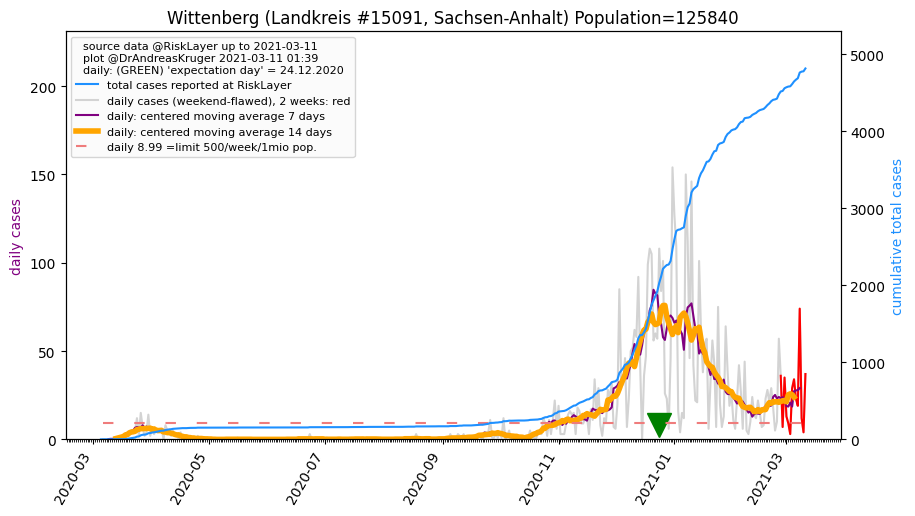 Wittenberg (Landkreis #15091, Sachsen-Anhalt) Population=125840
source data @RiskLayer up to 2021-03-11
plot @DrAndreasKruger 2021-03-11 01:39
daily: (GREEN) 'expectation day' = 24.12.2020
total cases reported at RiskLayer
daily cases (weekend-flawed), 2 weeks: red
daily: centered moving average 7 days
daily: centered moving average 14 days
daily 8.99 =limit 500/week/1mio pop.
daily cases
200
150
100
50
0
cumulative total cases
5000
4000
3000
2000
1000
0
2020-03
2020-05
2020-07
2020-09
2020-11
2021-01
2021-03